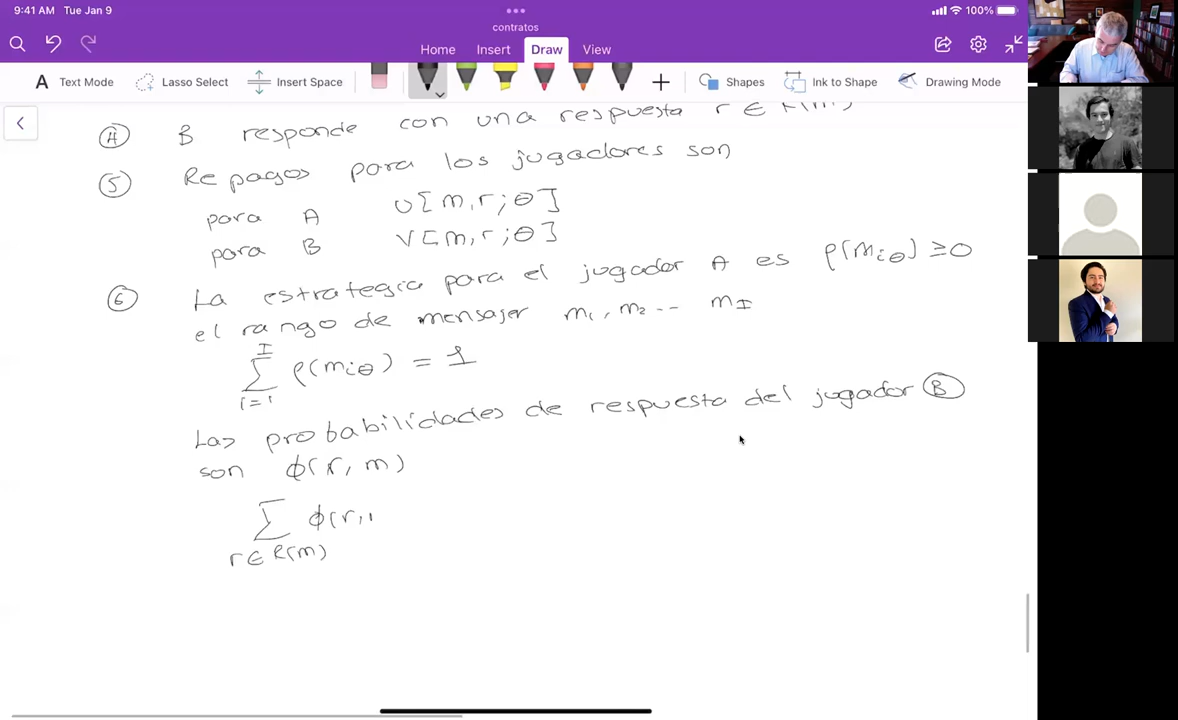 9:41 AM Tue Jan 9
100%
contratos
Home Insert Draw View
A Text Mode Lasso Select Insert Space Shapes Ink to Shape Drawing Mode
④ B responde con una respuesta r ∈ R(m)
⑤ Repagos para los jugadores son
para A U[m,r;θ]
para B V[m,r;θ]
⑥ La estrategia para el jugador A es ρ(miθ) ≥0
el rango de mensajer m1, m2 -- mI
I
∑ ρ(miθ) = 1
i=1
Las probabilidades de respuesta del jugador Ⓑ
son ϕ(r, m)
∑ ϕ(r,
r∈R(m)